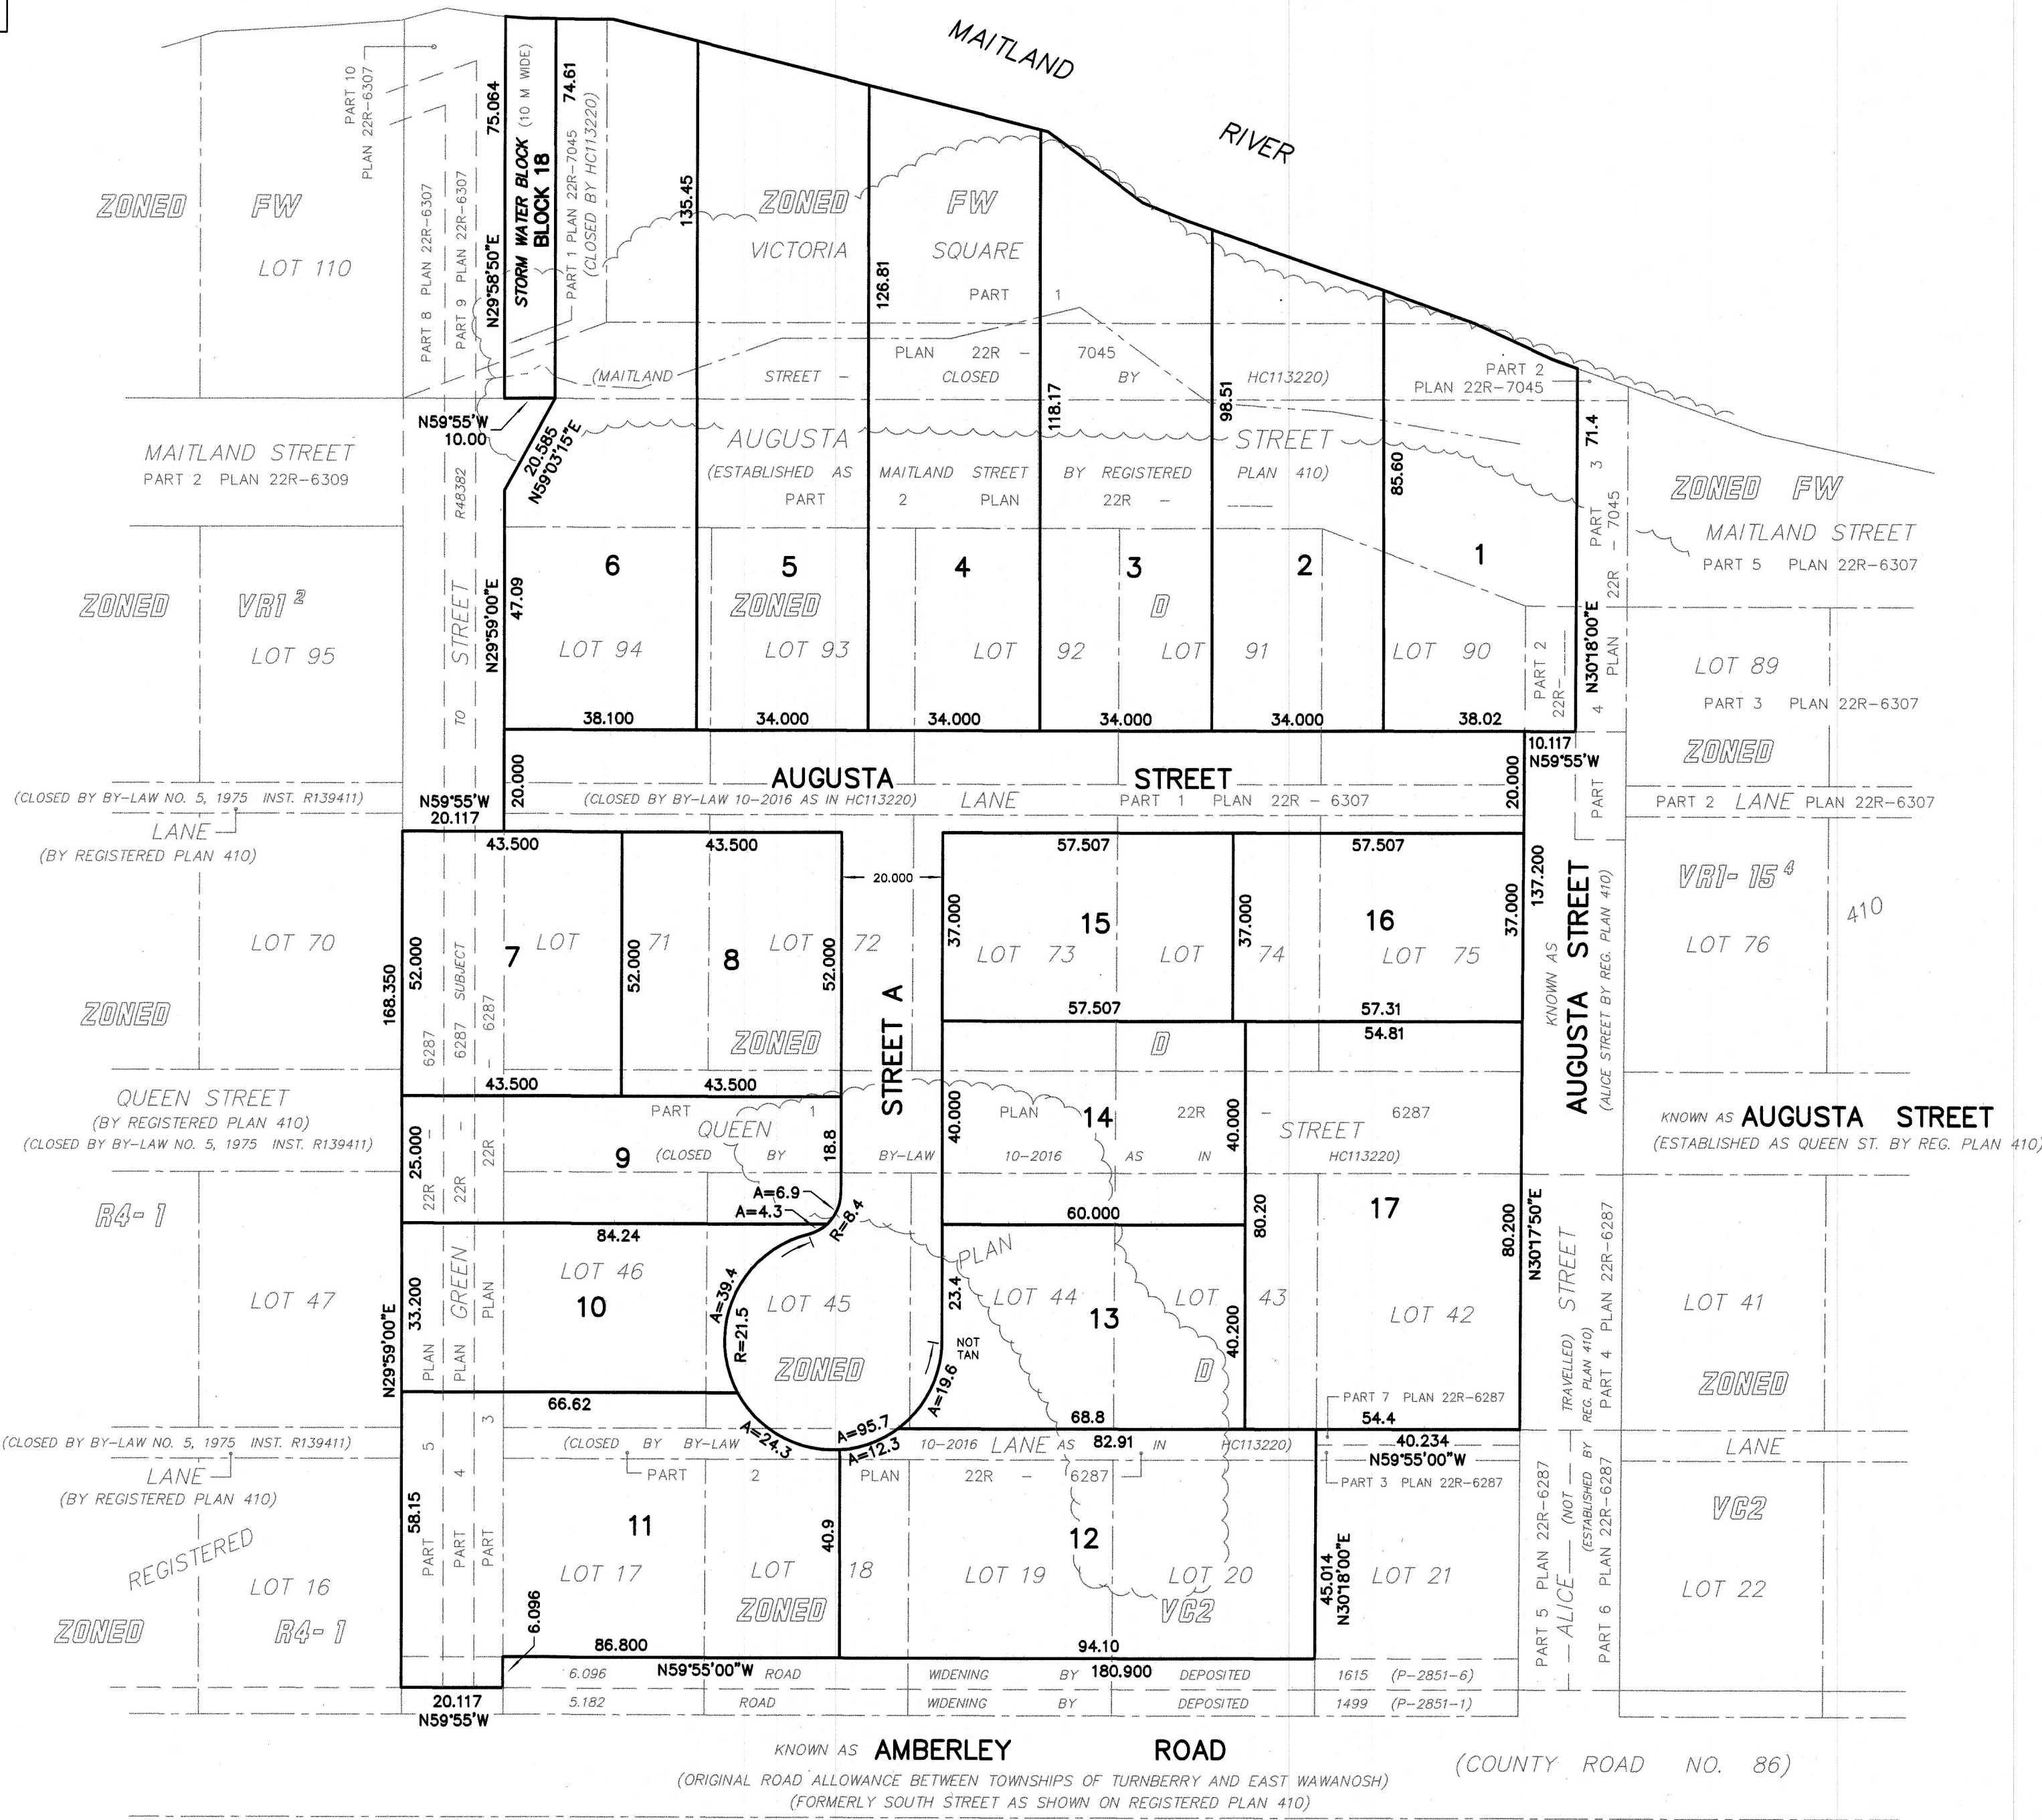 MAITLAND
RIVER
PART 10
PLAN 22R-6307
75.064
STORM WATER BLOCK (10 M WIDE)
BLOCK 18
74.61
PART 1 PLAN 22R-7045
(CLOSED BY HC113220)
135.45
126.81
118.17
98.51
85.60
71.4
ZONED FW
LOT 110
PART 8 PLAN 22R-6307
PART 9 PLAN 22R-6307
N29°58'50"E
ZONED FW
VICTORIA SQUARE
PART 1
PLAN 22R - 7045
(MAITLAND STREET - CLOSED BY HC113220)
PART 2
PLAN 22R-7045
N59°55'W
10.00
20.585
N59°03'15"E
AUGUSTA STREET
(ESTABLISHED AS MAITLAND STREET BY REGISTERED PLAN 410)
PART 2 PLAN 22R -
MAITLAND STREET
PART 2 PLAN 22R-6309
R48382
PART 3
PLAN 22R - 7045
ZONED FW
MAITLAND STREET
PART 5 PLAN 22R-6307
6
5
4
3
2
1
ZONED VR1 2
LOT 95
STREET
TO
N29°59'00"E
47.09
ZONED
D
LOT 94
LOT 93
LOT 92
LOT 91
LOT 90
PART 2
22R-
N30°18'00"E
4
LOT 89
PART 3 PLAN 22R-6307
ZONED
38.100
34.000
34.000
34.000
34.000
38.02
10.117
N59°55'W
20.000
AUGUSTA STREET
20.000
(CLOSED BY BY-LAW NO. 5, 1975 INST. R139411)
N59°55'W
20.117
(CLOSED BY BY-LAW 10-2016 AS IN HC113220)
LANE
PART 1 PLAN 22R - 6307
PART
PART 2 LANE PLAN 22R-6307
LANE
(BY REGISTERED PLAN 410)
43.500
43.500
57.507
57.507
20.000
137.200
VR1-15 4
410
LOT 76
LOT 70
ZONED
168.350
52.000
7
LOT 71
52.000
8
LOT 72
52.000
37.000
15
LOT 73
37.000
LOT 74
16
LOT 75
37.000
SUBJECT
6287
6287
- 6287
STREET A
KNOWN AS
AUGUSTA STREET
(ALICE STREET BY REG. PLAN 410)
57.507
57.31
54.81
ZONED
D
43.500
43.500
QUEEN STREET
(BY REGISTERED PLAN 410)
(CLOSED BY BY-LAW NO. 5, 1975 INST. R139411)
PART 1 PLAN 22R - 6287
QUEEN STREET
(CLOSED BY BY-LAW 10-2016 AS IN HC113220)
KNOWN AS AUGUSTA STREET
(ESTABLISHED AS QUEEN ST. BY REG. PLAN 410)
25.000
22R -
22R -
22R
9
18.8
40.000
14
40.000
A=6.9
A=4.3
R=8.4
60.000
80.20
17
80.200
N30°17'50"E
R4-1
LOT 47
84.24
LOT 46
10
33.200
N29°59'00"E
PLAN
PLAN GREEN
PLAN
A=39.4
R=21.5
LOT 45
ZONED
PLAN
23.4
LOT 44
13
LOT 43
40.200
LOT 42
NOT
TAN
A=19.6
D
STREET
TRAVELLED)
REG. PLAN 410)
PART 4 PLAN 22R-6287
LOT 41
ZONED
66.62
A=24.3
A=95.7
A=12.3
68.8
PART 7 PLAN 22R-6287
54.4
(CLOSED BY BY-LAW NO. 5, 1975 INST. R139411)
(CLOSED BY BY-LAW 10-2016 LANE AS IN HC113220)
82.91
40.234
N59°55'00"W
LANE
LANE
(BY REGISTERED PLAN 410)
PART 2 PLAN 22R - 6287
PART 3 PLAN 22R-6287
58.15
PART 5
PART 4
PART 3
11
LOT 17
40.9
LOT 18
ZONED
LOT 19
12
LOT 20
VC2
45.014
N30°18'00"E
LOT 21
PART 5 PLAN 22R-6287
ALICE (NOT
(ESTABLISHED BY
PART 6 PLAN 22R-6287
VC2
LOT 22
REGISTERED
LOT 16
ZONED R4-1
6.096
86.800
94.10
6.096
N59°55'00"W
ROAD WIDENING BY
180.900
DEPOSITED 1615 (P-2851-6)
20.117
N59°55'W
5.182 ROAD WIDENING BY DEPOSITED 1499 (P-2851-1)
KNOWN AS AMBERLEY ROAD
(COUNTY ROAD NO. 86)
(ORIGINAL ROAD ALLOWANCE BETWEEN TOWNSHIPS OF TURNBERRY AND EAST WAWANOSH)
(FORMERLY SOUTH STREET AS SHOWN ON REGISTERED PLAN 410)